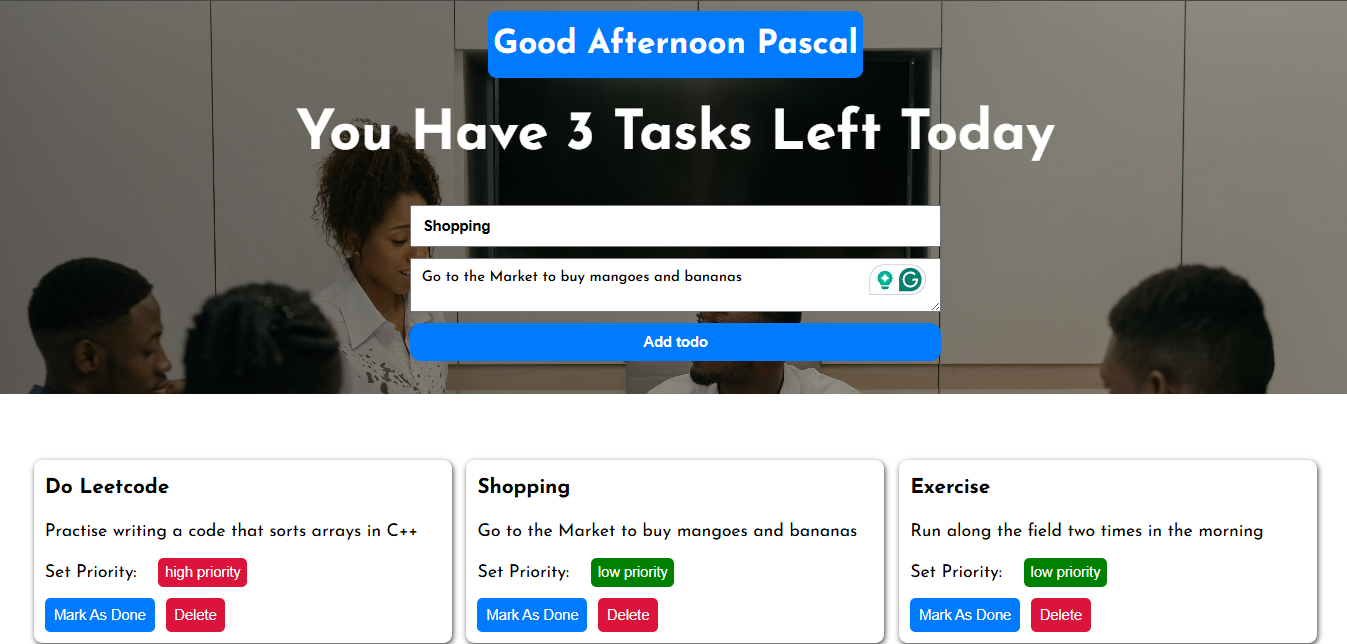 Good Afternoon Pascal
You Have 3 Tasks Left Today
Shopping
Go to the Market to buy mangoes and bananas
Add todo
Do Leetcode
Practise writing a code that sorts arrays in C++
Set Priority: high priority
Mark As Done Delete
Shopping
Go to the Market to buy mangoes and bananas
Set Priority: low priority
Mark As Done Delete
Exercise
Run along the field two times in the morning
Set Priority: low priority
Mark As Done Delete